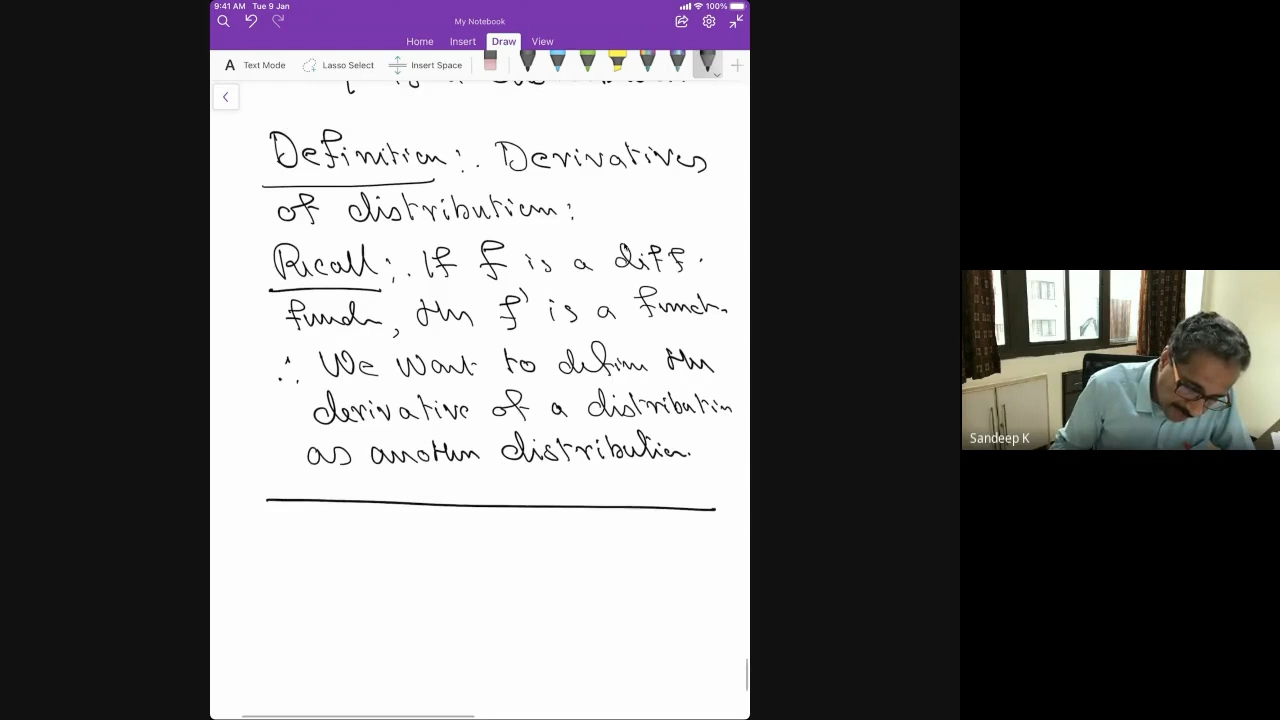 9:41 AM Tue 9 Jan
100%
My Notebook
Home Insert Draw View
A Text Mode Lasso Select Insert Space
Definition:. Derivatives
of distribution:
Recall:. If f is a diff.
funct, then f' is a funct.
∴ We want to define the
derivative of a distribution
as another distribution.
Sandeep K